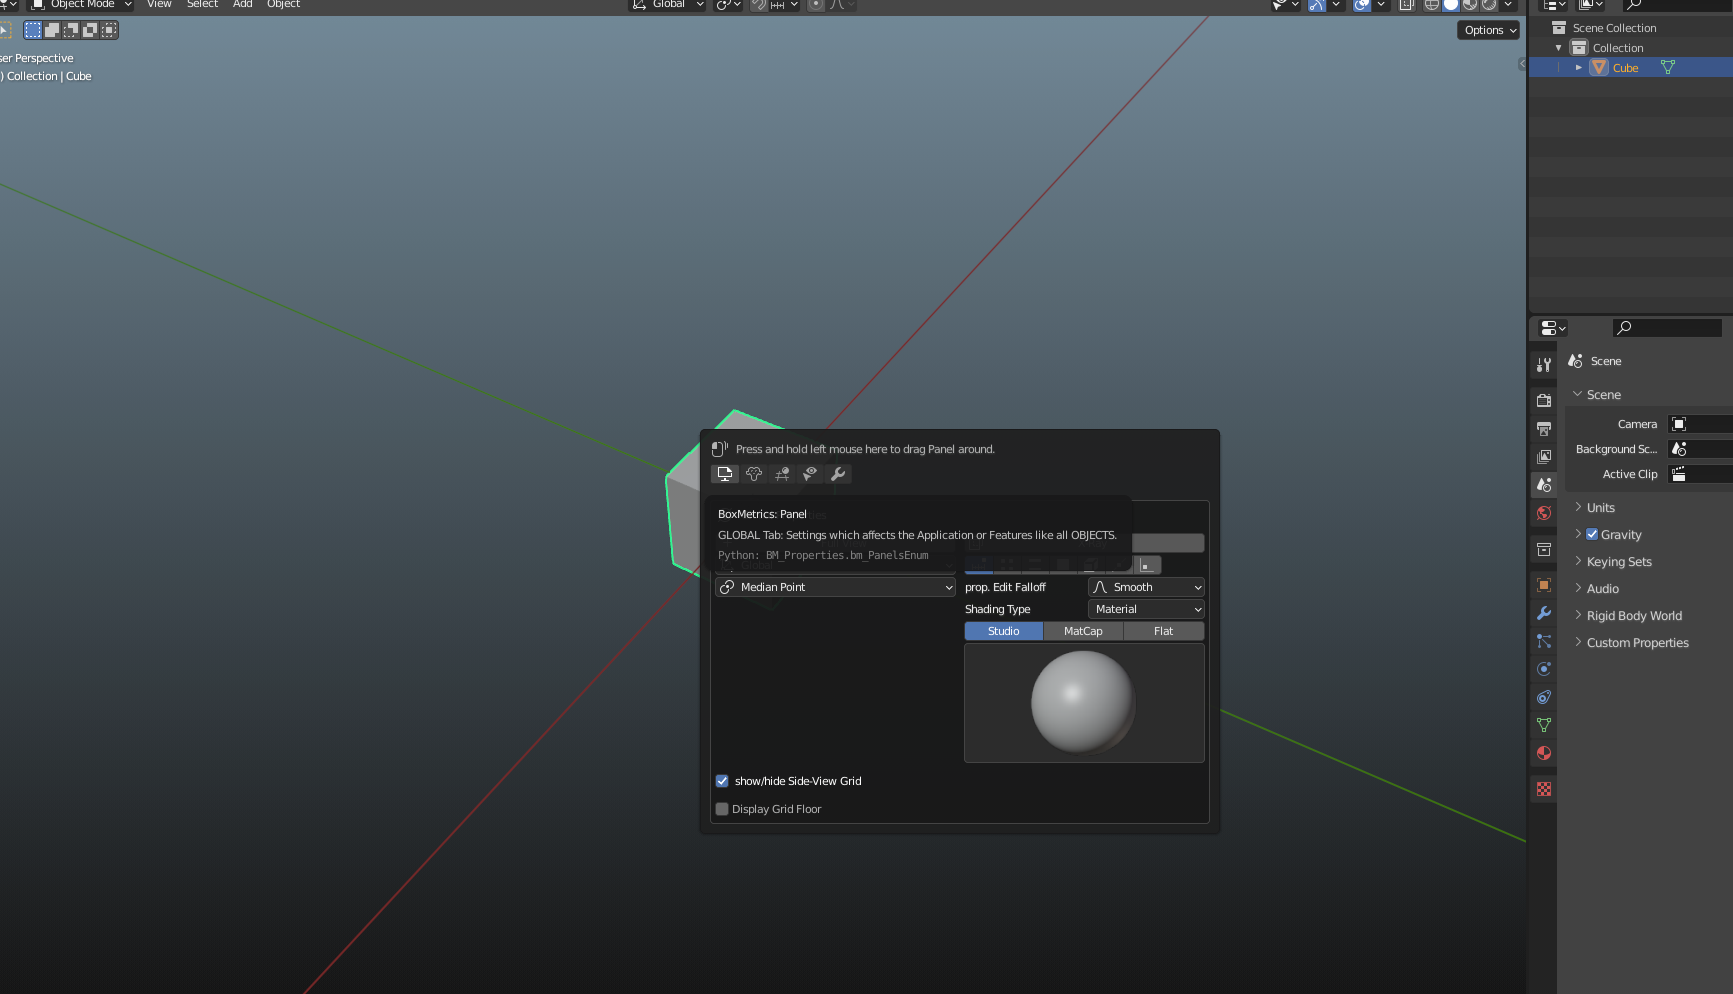 Object Mode
View
Select
Add
Object
Global
Options
ser Perspective
) Collection | Cube
Scene Collection
Collection
Cube
Press and hold left mouse here to drag Panel around.
BoxMetrics: Panel
GLOBAL Tab: Settings which affects the Application or Features like all OBJECTS.
Python: BM_Properties.bm_PanelsEnum
Global
Median Point
prop. Edit Falloff
Smooth
Shading Type
Material
Studio
MatCap
Flat
show/hide Side-View Grid
Display Grid Floor
Scene
Scene
Camera
Background Sc...
Active Clip
Units
Gravity
Keying Sets
Audio
Rigid Body World
Custom Properties